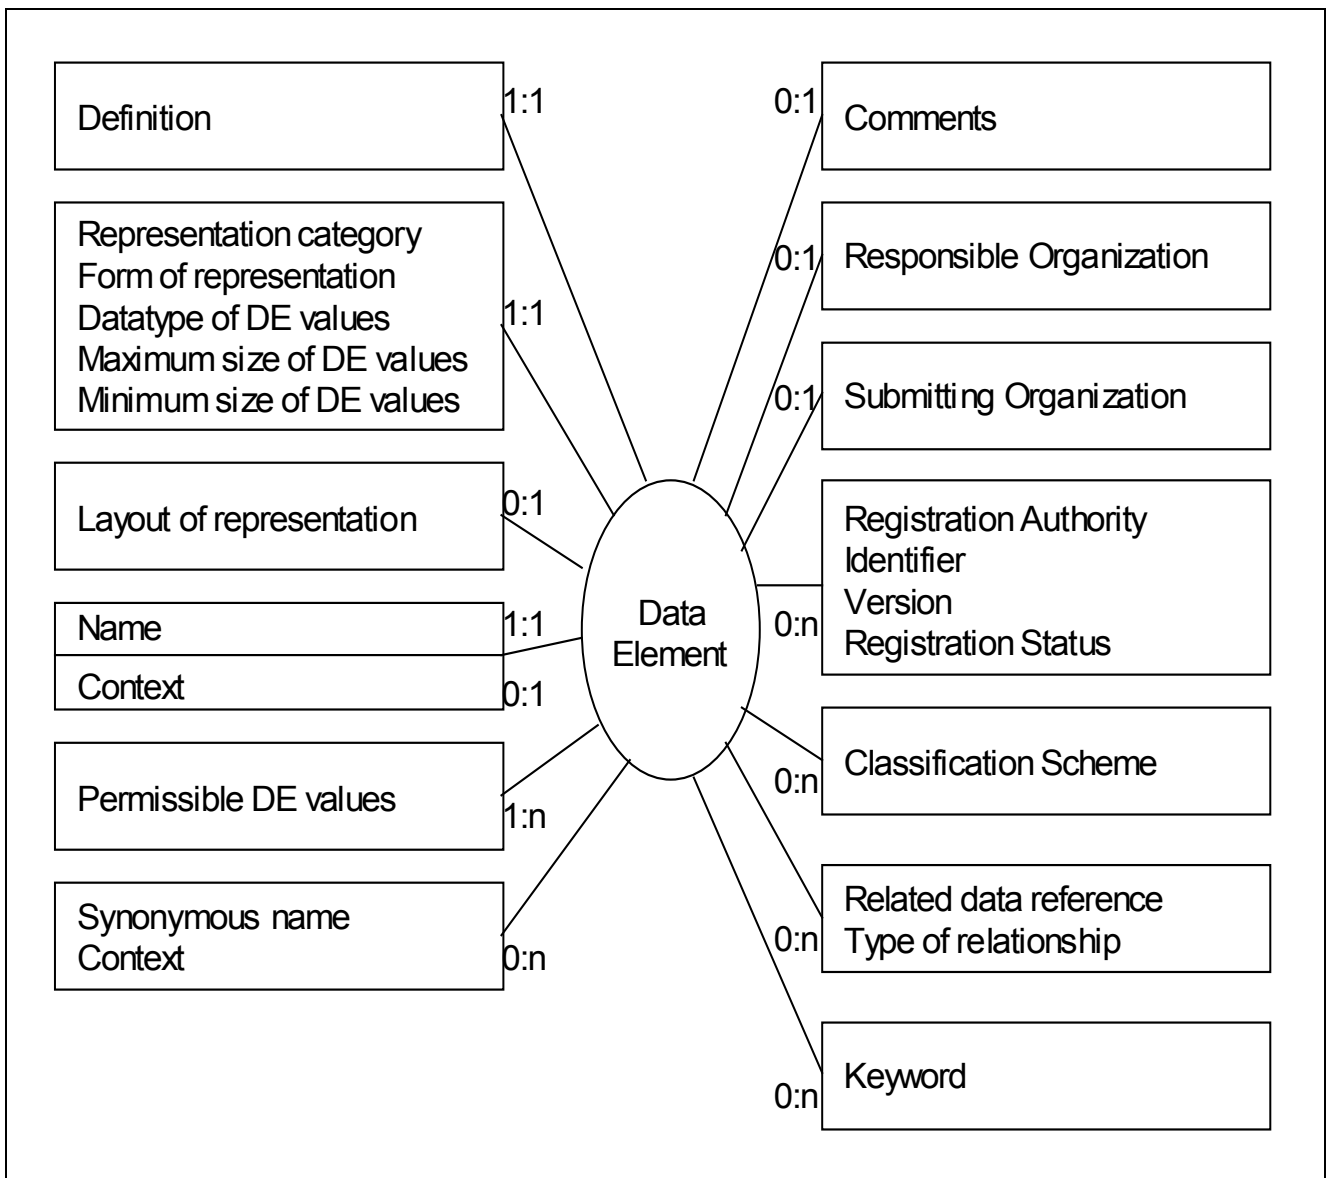 Definition
1:1
Representation category
Form of representation
Datatype of DE values
Maximum size of DE values
Minimum size of DE values
1:1
Layout of representation
0:1
Name
1:1
Context
0:1
Permissible DE values
1:n
Synonymous name
Context
0:n
Data
Element
0:1
Comments
0:1
Responsible Organization
0:1
Submitting Organization
Registration Authority
Identifier
Version
Registration Status
0:n
Classification Scheme
0:n
Related data reference
Type of relationship
0:n
Keyword
0:n